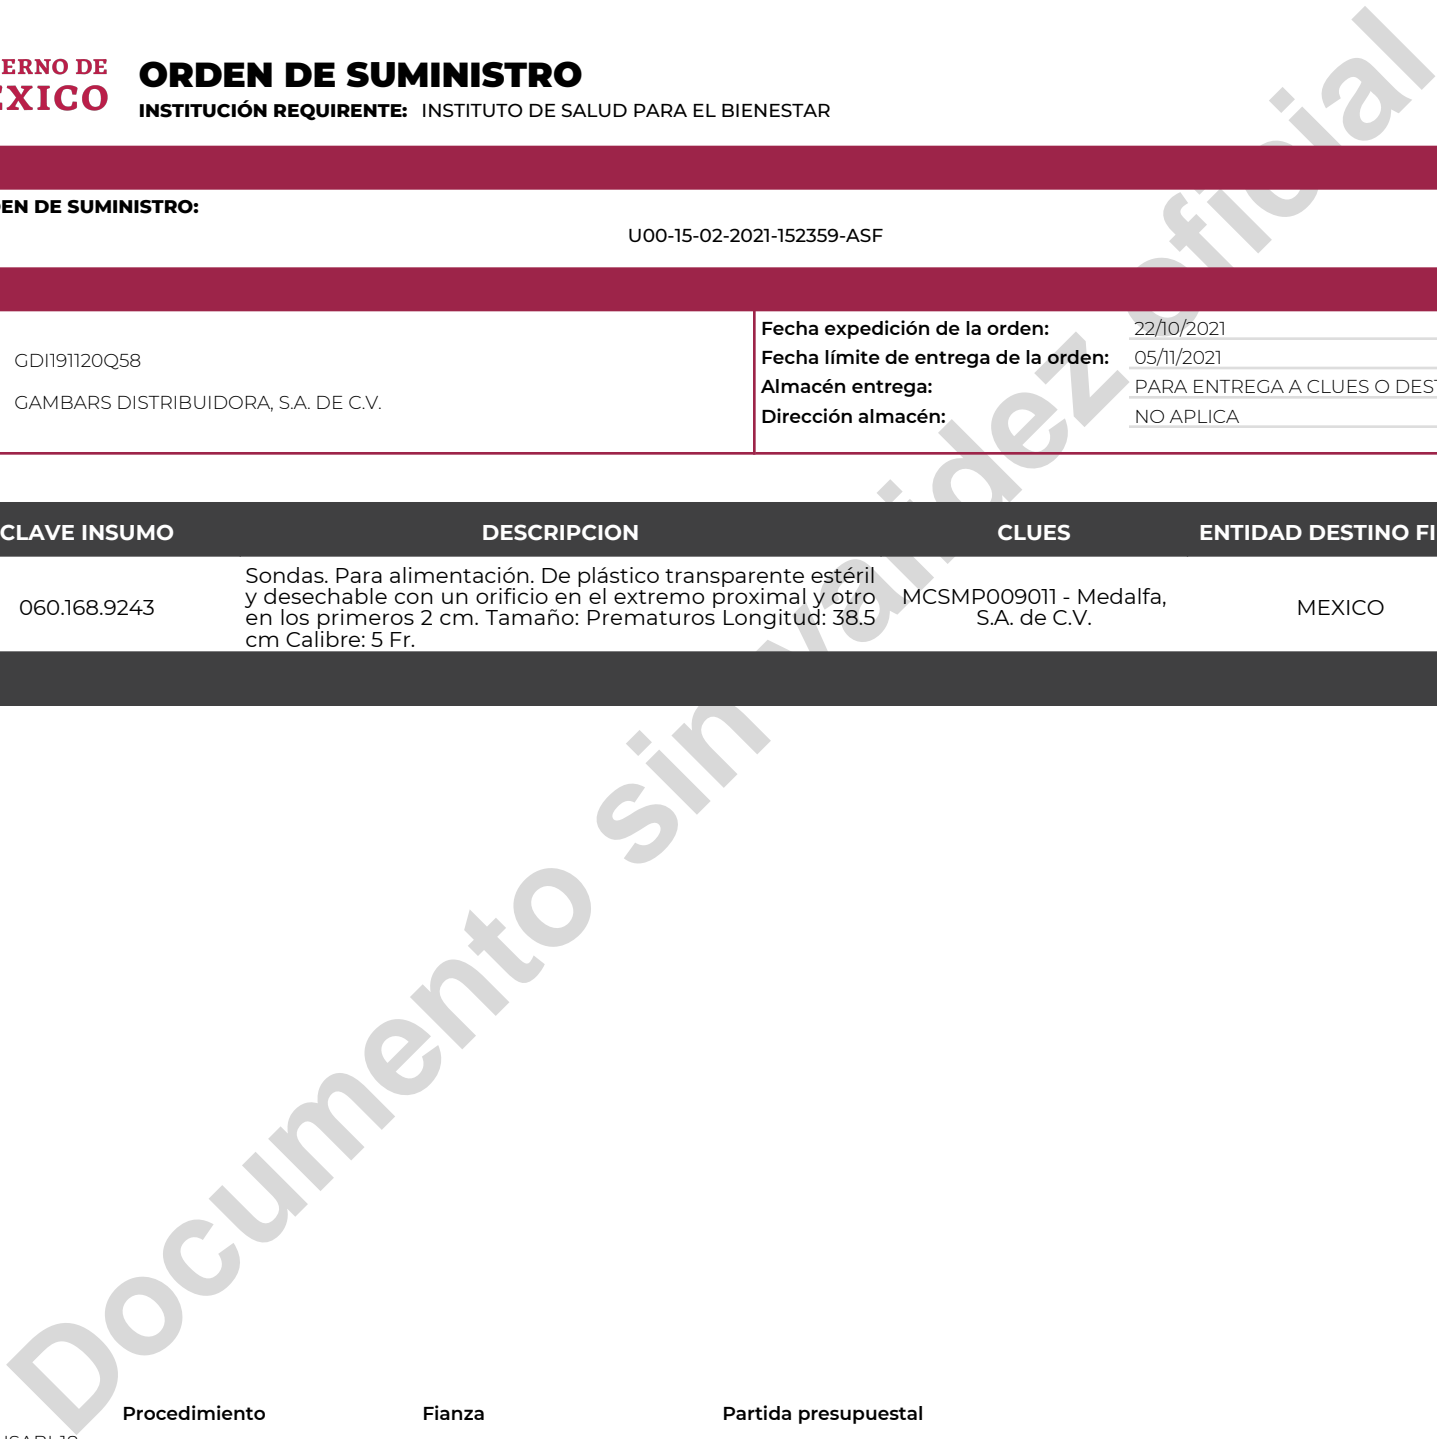 ERNO DE
ÉXICO
ORDEN DE SUMINISTRO
INSTITUCIÓN REQUIRENTE: INSTITUTO DE SALUD PARA EL BIENESTAR
EN DE SUMINISTRO:
U00-15-02-2021-152359-ASF
GDI191120Q58
GAMBARS DISTRIBUIDORA, S.A. DE C.V.
Fecha expedición de la orden: 22/10/2021
Fecha límite de entrega de la orden: 05/11/2021
Almacén entrega: PARA ENTREGA A CLUES O DEST
Dirección almacén: NO APLICA
CLAVE INSUMO DESCRIPCION CLUES ENTIDAD DESTINO FI
060.168.9243
Sondas. Para alimentación. De plástico transparente estéril
y desechable con un orificio en el extremo proximal y otro
en los primeros 2 cm. Tamaño: Prematuros Longitud: 38.5
cm Calibre: 5 Fr.
MCSMP009011 - Medalfa,
S.A. de C.V.
MEXICO
Documento sin validez oficial
Procedimiento Fianza Partida presupuestal